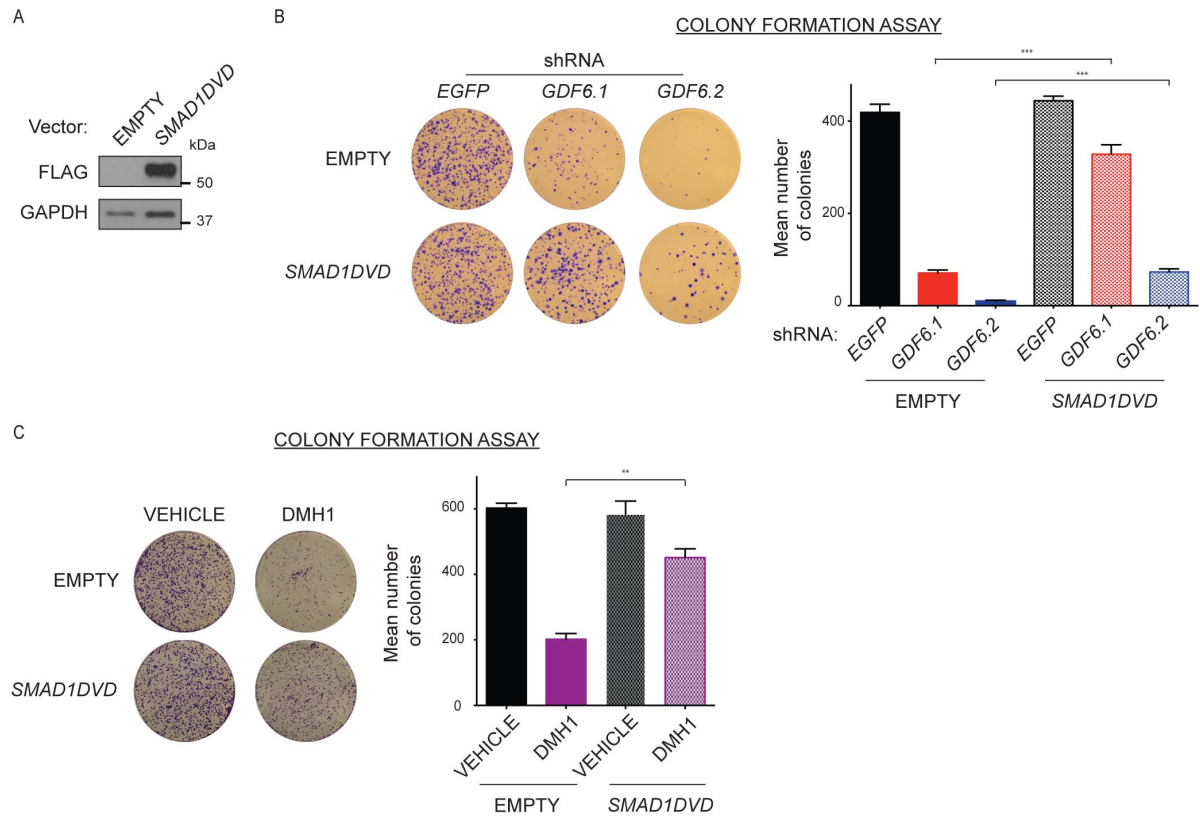 A
Vector:
EMPTY
SMAD1DVD
kDa
FLAG
50
GAPDH
37
B
COLONY FORMATION ASSAY
shRNA
EGFP GDF6.1 GDF6.2
EMPTY
SMAD1DVD
***
***
Mean number
of colonies
400
200
0
shRNA:
EGFP GDF6.1 GDF6.2 EGFP GDF6.1 GDF6.2
EMPTY SMAD1DVD
C
COLONY FORMATION ASSAY
VEHICLE DMH1
EMPTY
SMAD1DVD
**
Mean number
of colonies
600
400
200
0
VEHICLE DMH1 VEHICLE DMH1
EMPTY SMAD1DVD